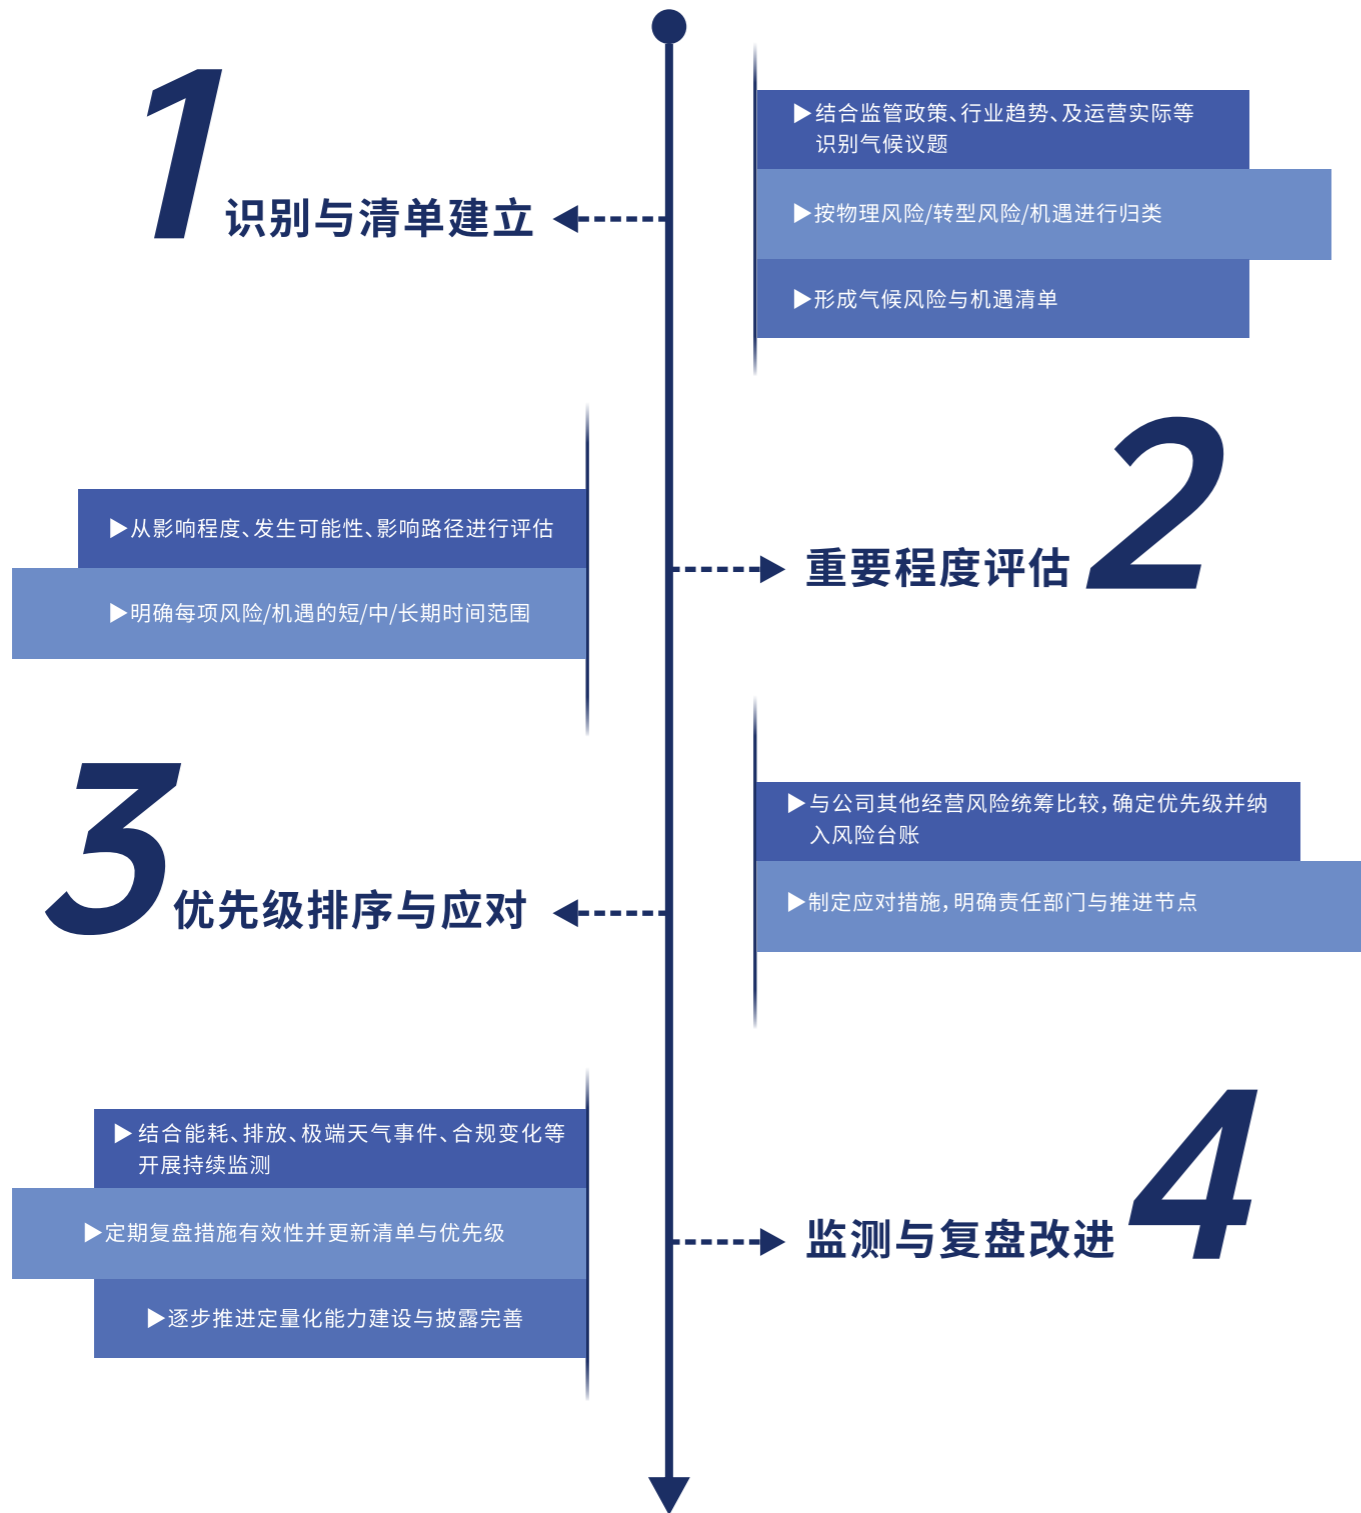 1
识别与清单建立
▶结合监管政策、行业趋势、及运营实际等
识别气候议题
▶按物理风险/转型风险/机遇进行归类
▶形成气候风险与机遇清单
2
重要程度评估
▶从影响程度、发生可能性、影响路径进行评估
▶明确每项风险/机遇的短/中/长期时间范围
3
优先级排序与应对
▶与公司其他经营风险统筹比较，确定优先级并纳
入风险台账
▶制定应对措施，明确责任部门与推进节点
4
监测与复盘改进
▶结合能耗、排放、极端天气事件、合规变化等
开展持续监测
▶定期复盘措施有效性并更新清单与优先级
▶逐步推进定量化能力建设与披露完善